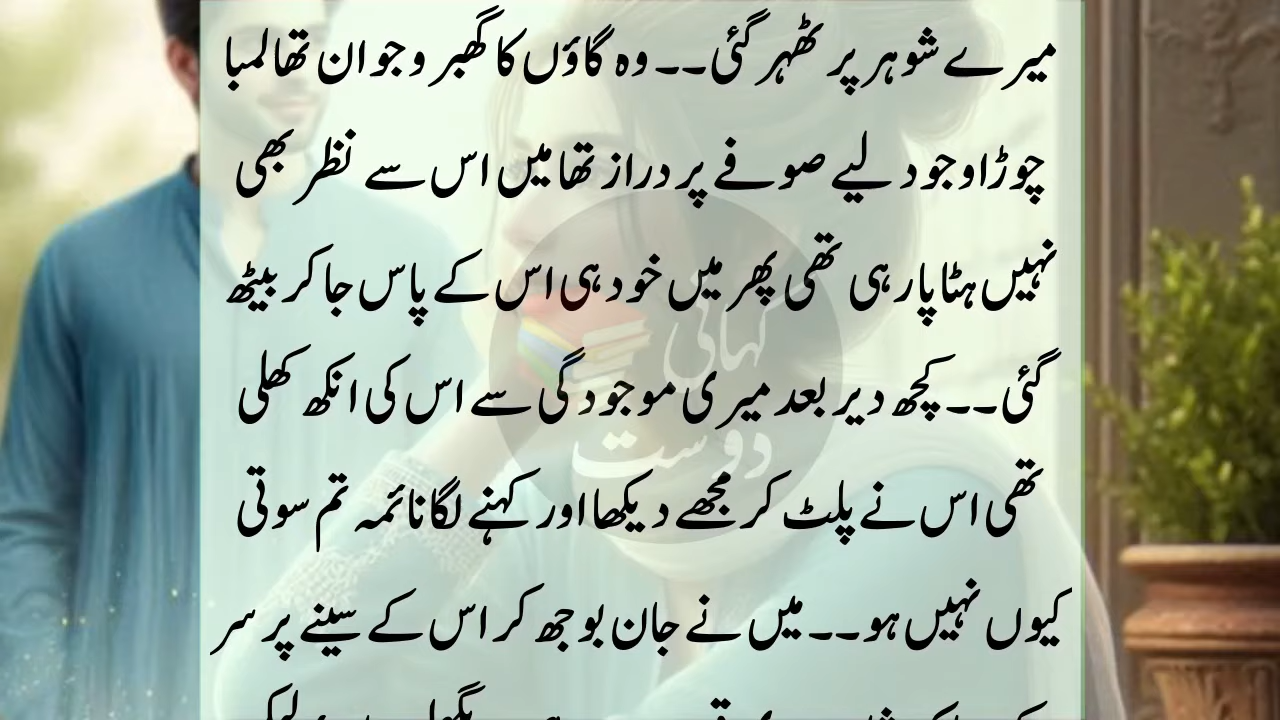 میرے شوہر پر ٹھہر گئی۔۔ وہ گاؤں کا گھبر و جوان تھا لمبا
چوڑا وجود لیے صوفے پر دراز تھا میں اس سے نظر بھی
نہیں ہٹا پا رہی تھی پھر میں خود ہی اس کے پاس جا کر بیٹھ
گئی۔۔ کچھ دیر بعد میری موجودگی سے اس کی انکھ کھلی
تھی اس نے پلٹ کر مجھے دیکھا اور کہنے لگا نائمہ تم سوتی
کیوں نہیں ہو۔۔ میں نے جان بوجھ کر اس کے سینے پر سر
کہانی
دوست